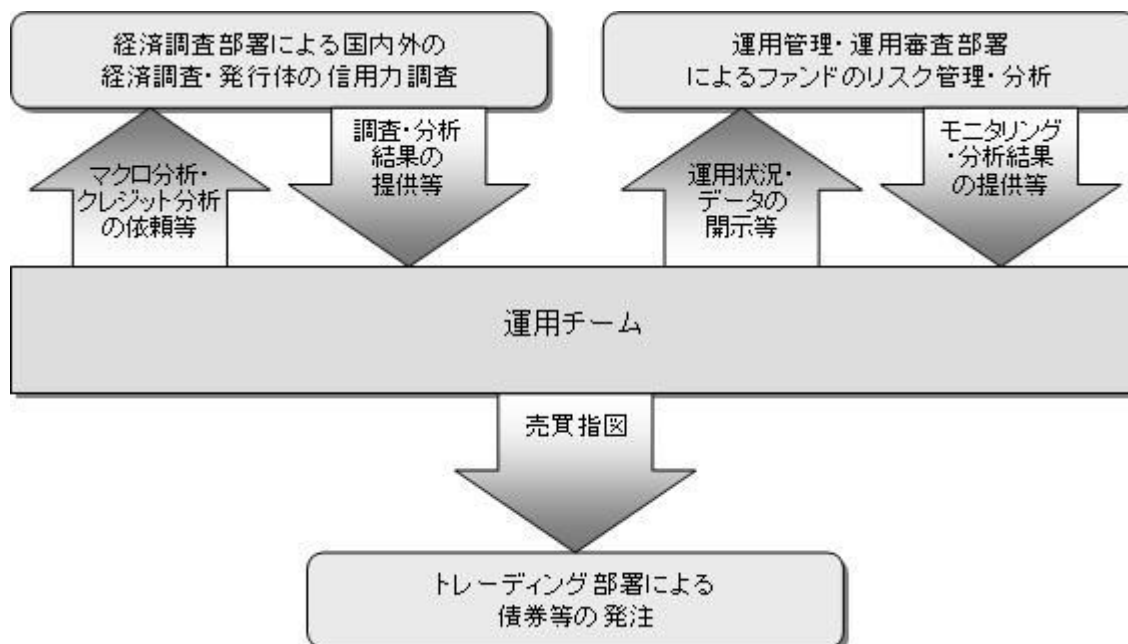 経済調査部署による国内外の
経済調査・発行体の信用力調査
運用管理・運用審査部署
によるファンドのリスク管理・分析
マクロ分析・
クレジット分析
の依頼等
調査・分析
結果の
提供等
運用状況・
データの
開示等
モニタリング
・分析結果
の提供等
運用チーム
売買指図
トレーディング部署による
債券等の発注